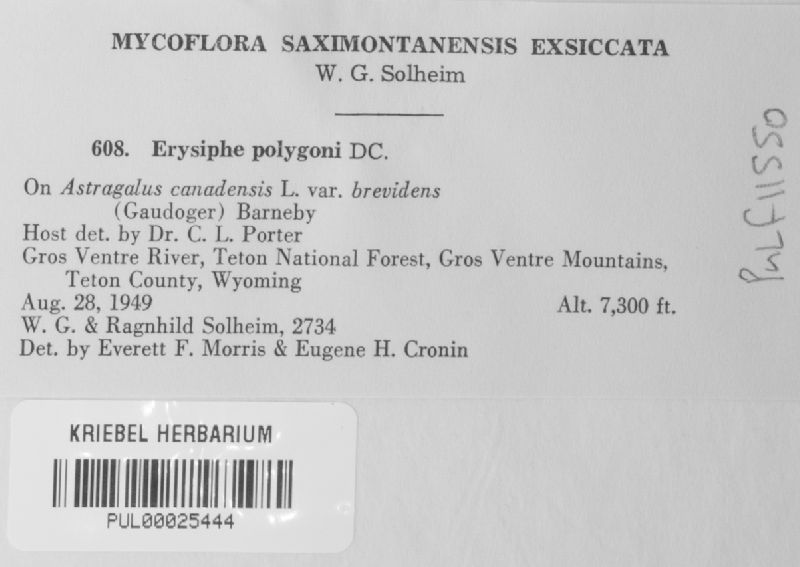 MYCOFLORA SAXIMONTANENSIS EXSICCATA
W. G. Solheim
608. Erysiphe polygoni DC.
On Astragalus canadensis L. var. brevidens
(Gaudoger) Barneby
Host det. by Dr. C. L. Porter
Gros Ventre River, Teton National Forest, Gros Ventre Mountains,
Teton County, Wyoming
Aug. 28, 1949 Alt. 7,300 ft.
W. G. & Ragnhild Solheim, 2734
Det. by Everett F. Morris & Eugene H. Cronin
PulF11550
KRIEBEL HERBARIUM
PUL00025444